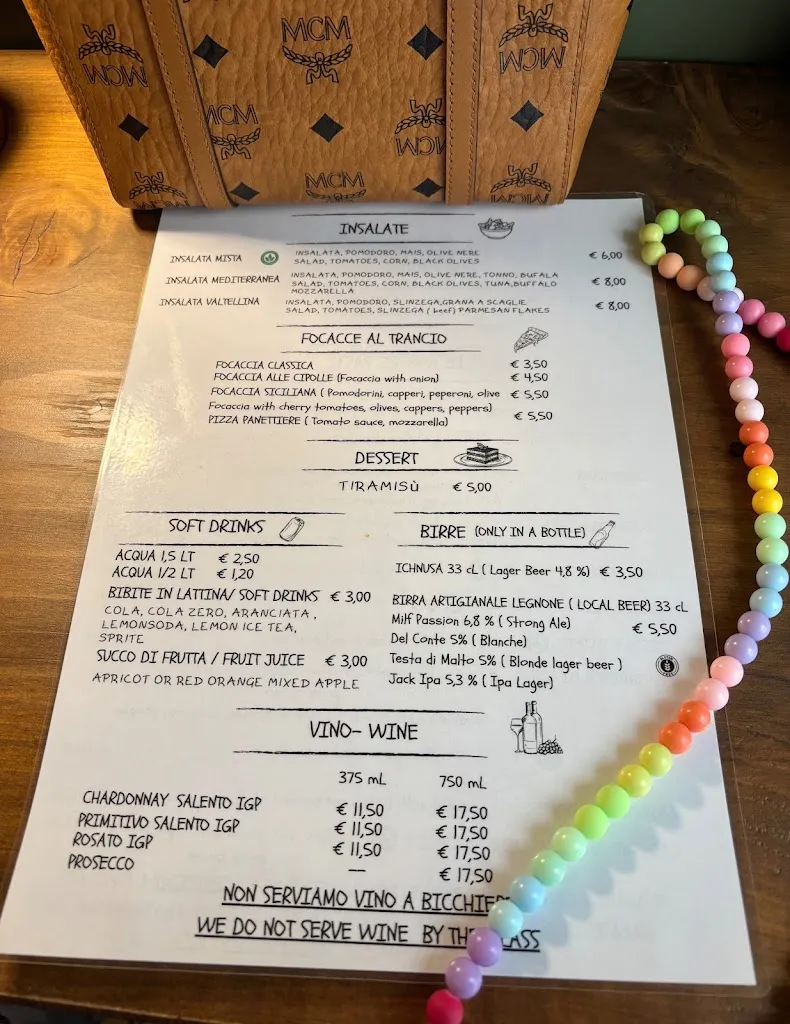 MCM
MCM
MCM
MCM
MCM
MCM
MCM
INSALATE
INSALATA MISTA INSALATA, POMODORO, MAIS, OLIVE NERE € 6,00
SALAD, TOMATOES, CORN, BLACK OLIVES
INSALATA MEDITERRANEA INSALATA, POMODORO, MAIS, OLIVE NERE, TONNO, BUFALA € 8,00
SALAD, TOMATOES, CORN, BLACK OLIVES, TUNA,BUFFALO
MOZZARELLA
INSALATA VALTELLINA INSALATA, POMODORO, SLINZEGA,GRANA A SCAGLIE € 8,00
SALAD, TOMATOES, SLINZEGA ( beef) PARMESAN FLAKES
FOCACCE AL TRANCIO
FOCACCIA CLASSICA € 3,50
FOCACCIA ALLE CIPOLLE (Focaccia with onion) € 4,50
FOCACCIA SICILIANA ( Pomodorini, capperi, peperoni, olive € 5,50
Focaccia with cherry tomatoes, olives, cappers, peppers)
PIZZA PANETTIERE ( Tomato sauce, mozzarella) € 5,50
DESSERT
TIRAMISÙ € 5,00
SOFT DRINKS
ACQUA 1,5 LT € 2,50
ACQUA 1/2 LT € 1,20
BIBITE IN LATTINA/ SOFT DRINKS € 3,00
COLA, COLA ZERO, ARANCIATA,
LEMONSODA, LEMON ICE TEA,
SPRITE
SUCCO DI FRUTTA / FRUIT JUICE € 3,00
APRICOT OR RED ORANGE MIXED APPLE
BIRRE (ONLY IN A BOTTLE)
ICHNUSA 33 cL ( Lager Beer 4,8 %) € 3,50
BIRRA ARTIGIANALE LEGNONE ( LOCAL BEER) 33 cL
Milf Passion 6,8 % ( Strong Ale) € 5,50
Del Conte 5% ( Blanche)
Testa di Malto 5% ( Blonde lager beer )
Jack Ipa 5,3 % ( Ipa Lager)
VINO- WINE
375 mL 750 mL
CHARDONNAY SALENTO IGP € 11,50 € 17,50
PRIMITIVO SALENTO IGP € 11,50 € 17,50
ROSATO IGP € 11,50 € 17,50
PROSECCO — € 17,50
NON SERVIAMO VINO A
WE DO NOT SERVE WINE BY